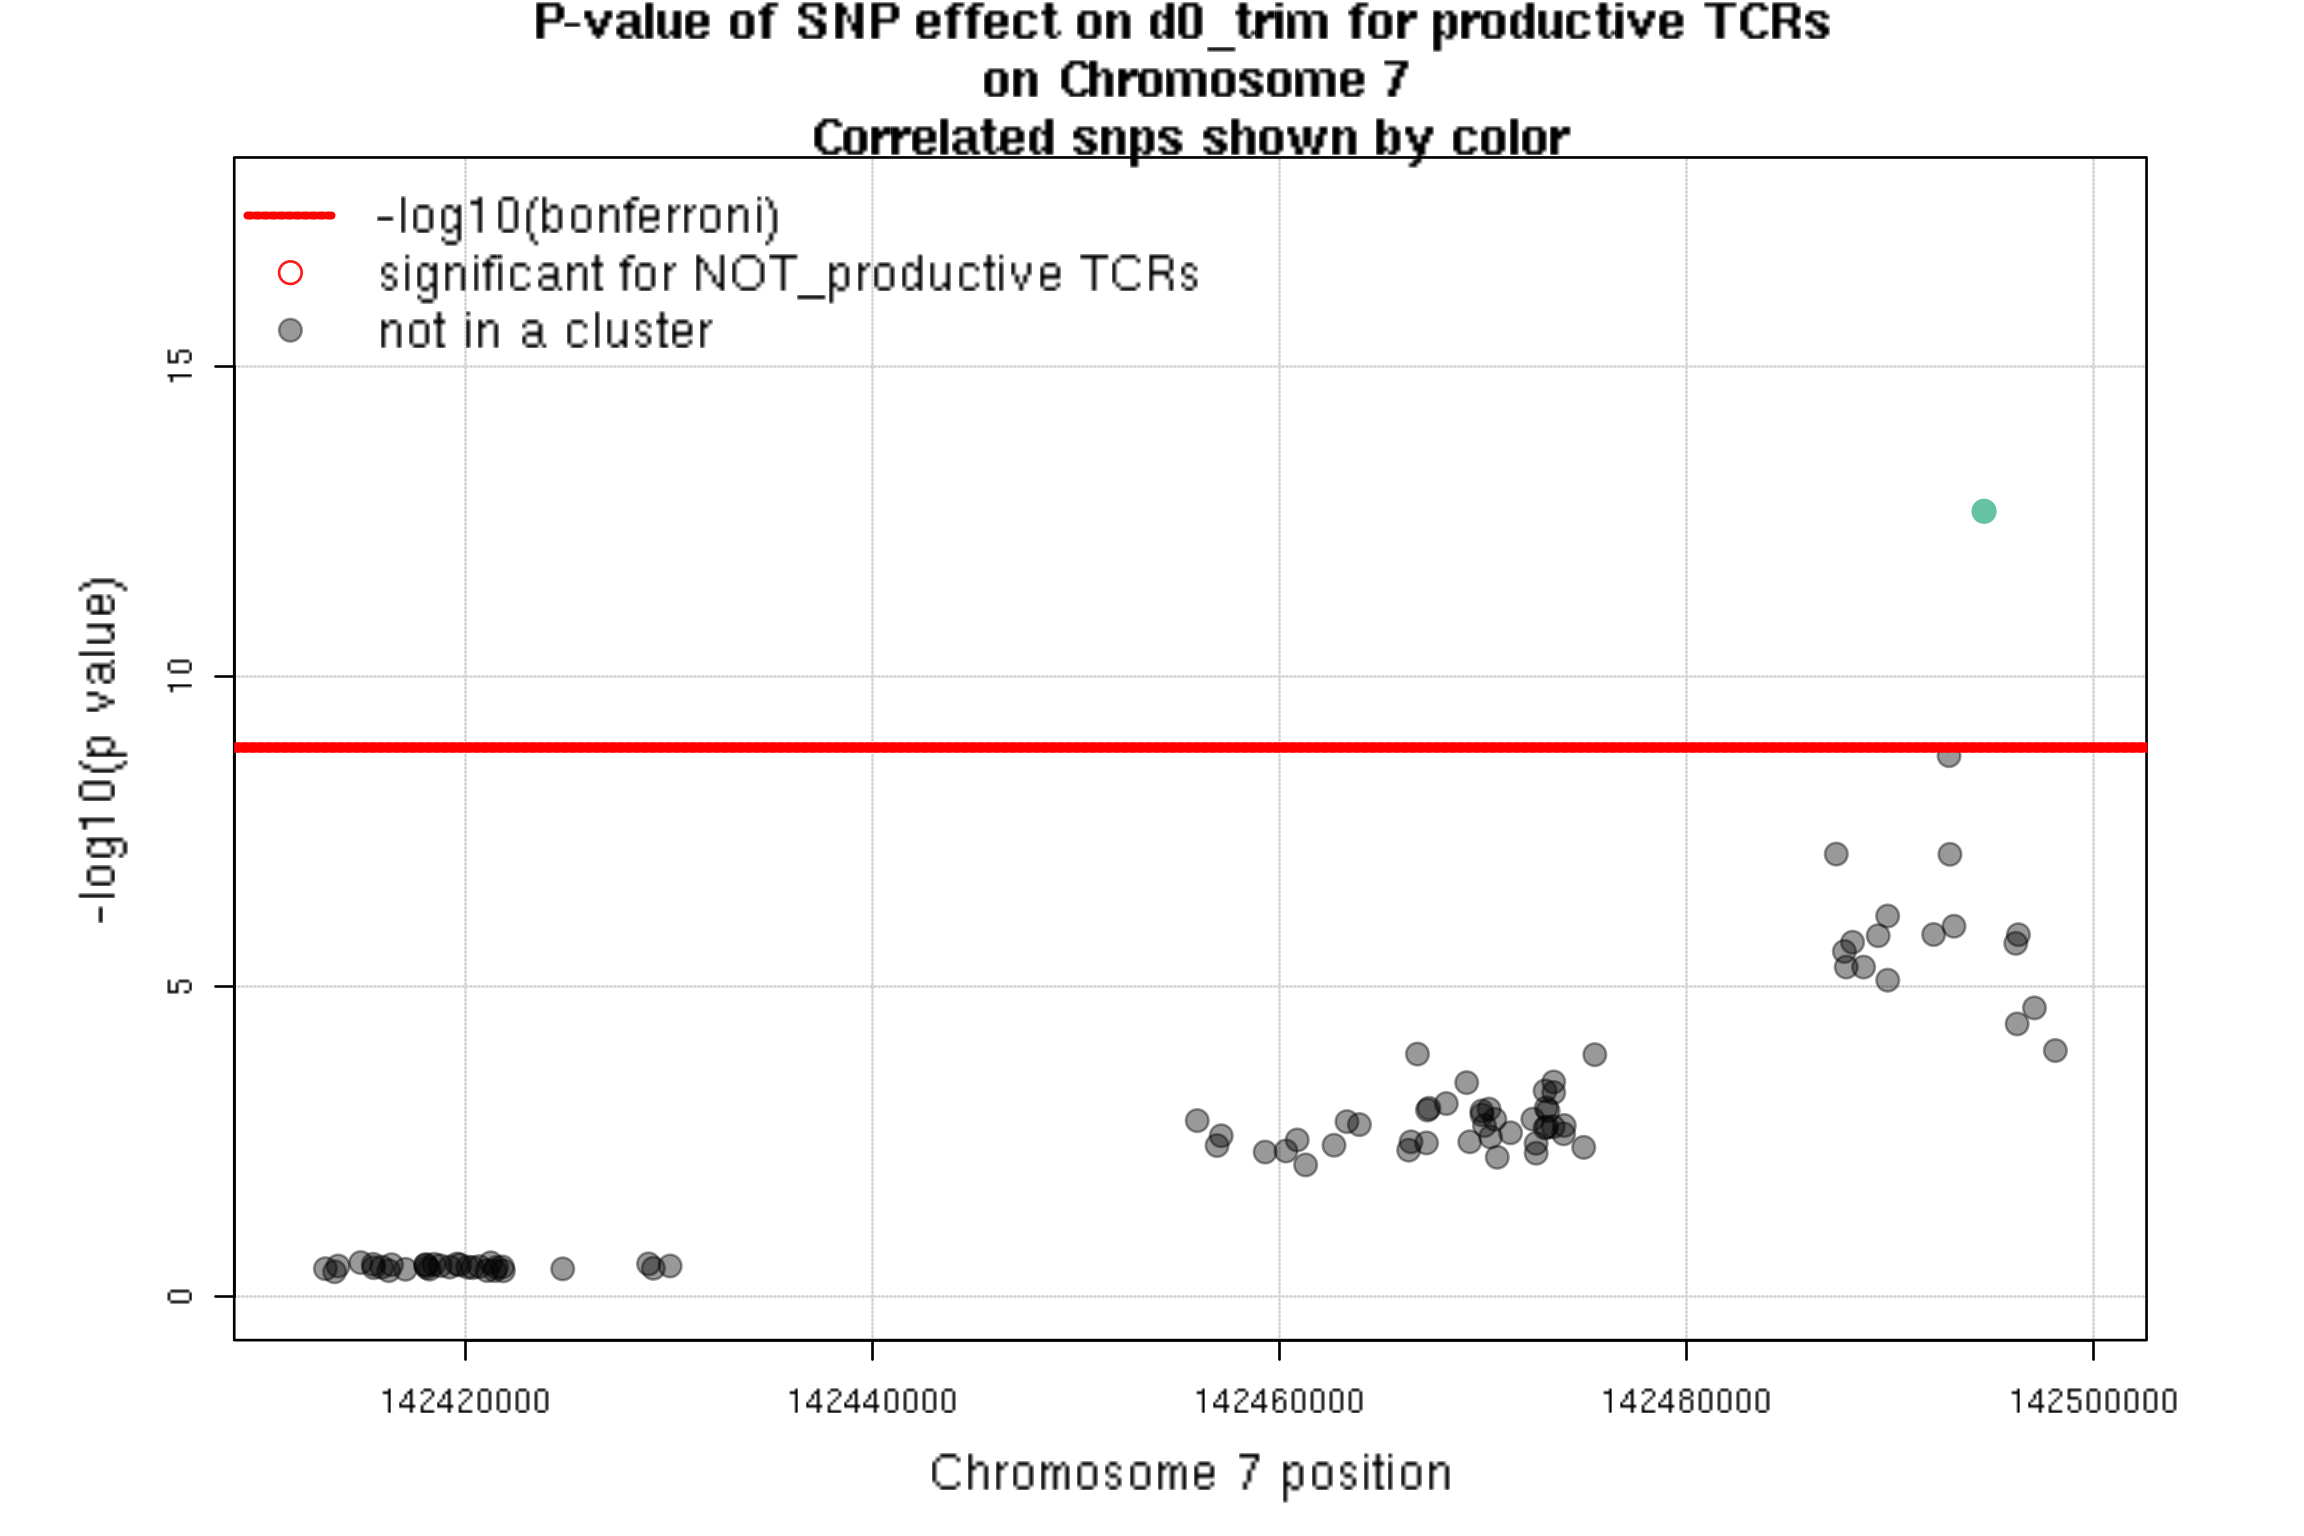 P-value of SNP effect on d0_trim for productive TCRs
on Chromosome 7
Correlated snps shown by color
-log10(bonferroni)
significant for NOT_productive TCRs
not in a cluster
15
10
5
0
-log10(p value)
142420000
142440000
142460000
142480000
142500000
Chromosome 7 position